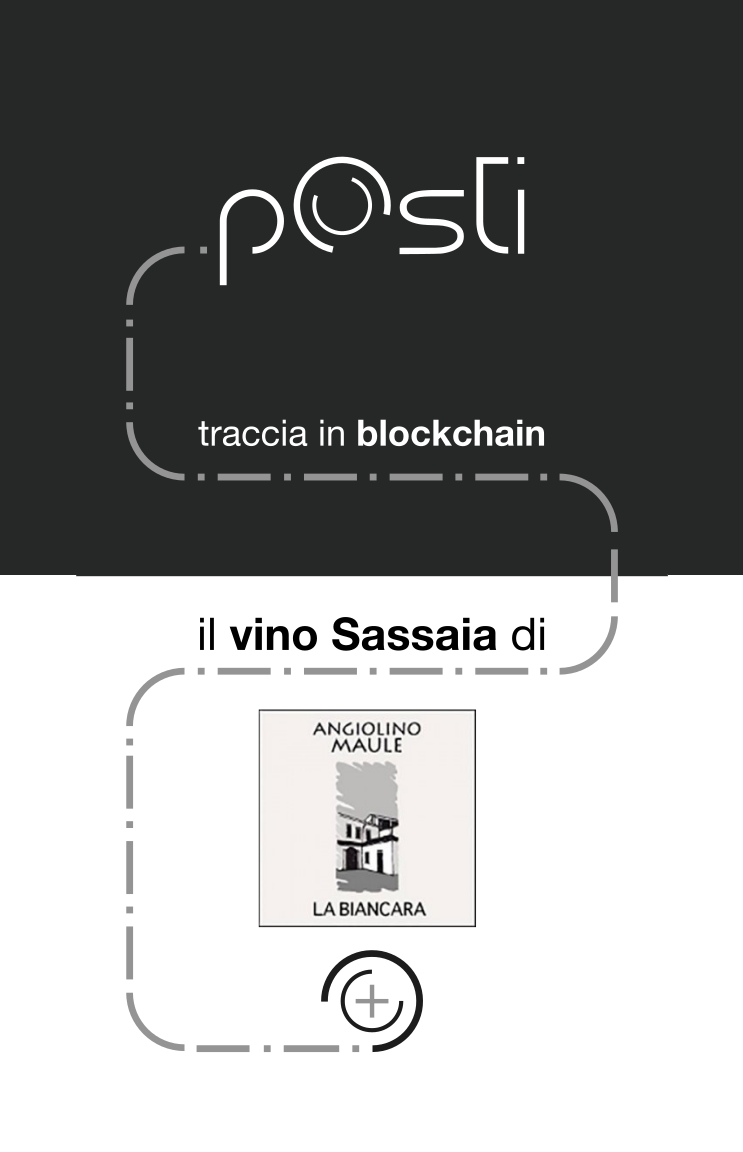 posti
traccia in blockchain
il vino Sassaia di
ANGIOLINO
MAULE
LA BIANCARA